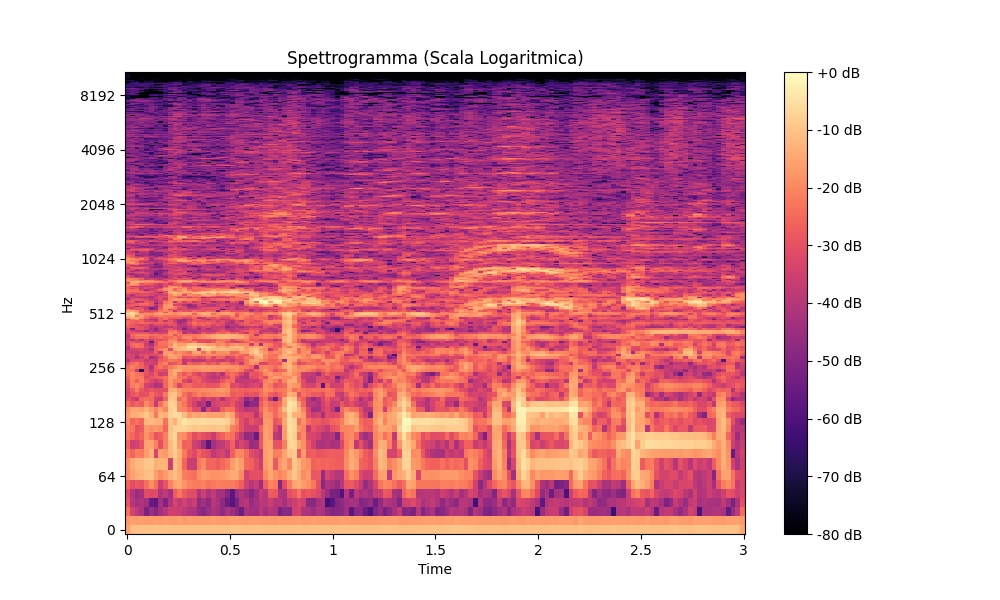 Spettrogramma (Scala Logaritmica)
Hz
8192
4096
2048
1024
512
256
128
64
0
0
0.5
1
1.5
2
2.5
3
Time
+0 dB
-10 dB
-20 dB
-30 dB
-40 dB
-50 dB
-60 dB
-70 dB
-80 dB